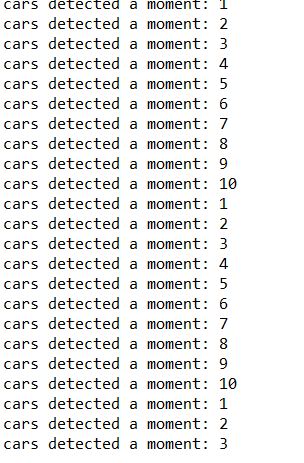 cars detected a moment: 1
cars detected a moment: 2
cars detected a moment: 3
cars detected a moment: 4
cars detected a moment: 5
cars detected a moment: 6
cars detected a moment: 7
cars detected a moment: 8
cars detected a moment: 9
cars detected a moment: 10
cars detected a moment: 1
cars detected a moment: 2
cars detected a moment: 3
cars detected a moment: 4
cars detected a moment: 5
cars detected a moment: 6
cars detected a moment: 7
cars detected a moment: 8
cars detected a moment: 9
cars detected a moment: 10
cars detected a moment: 1
cars detected a moment: 2
cars detected a moment: 3